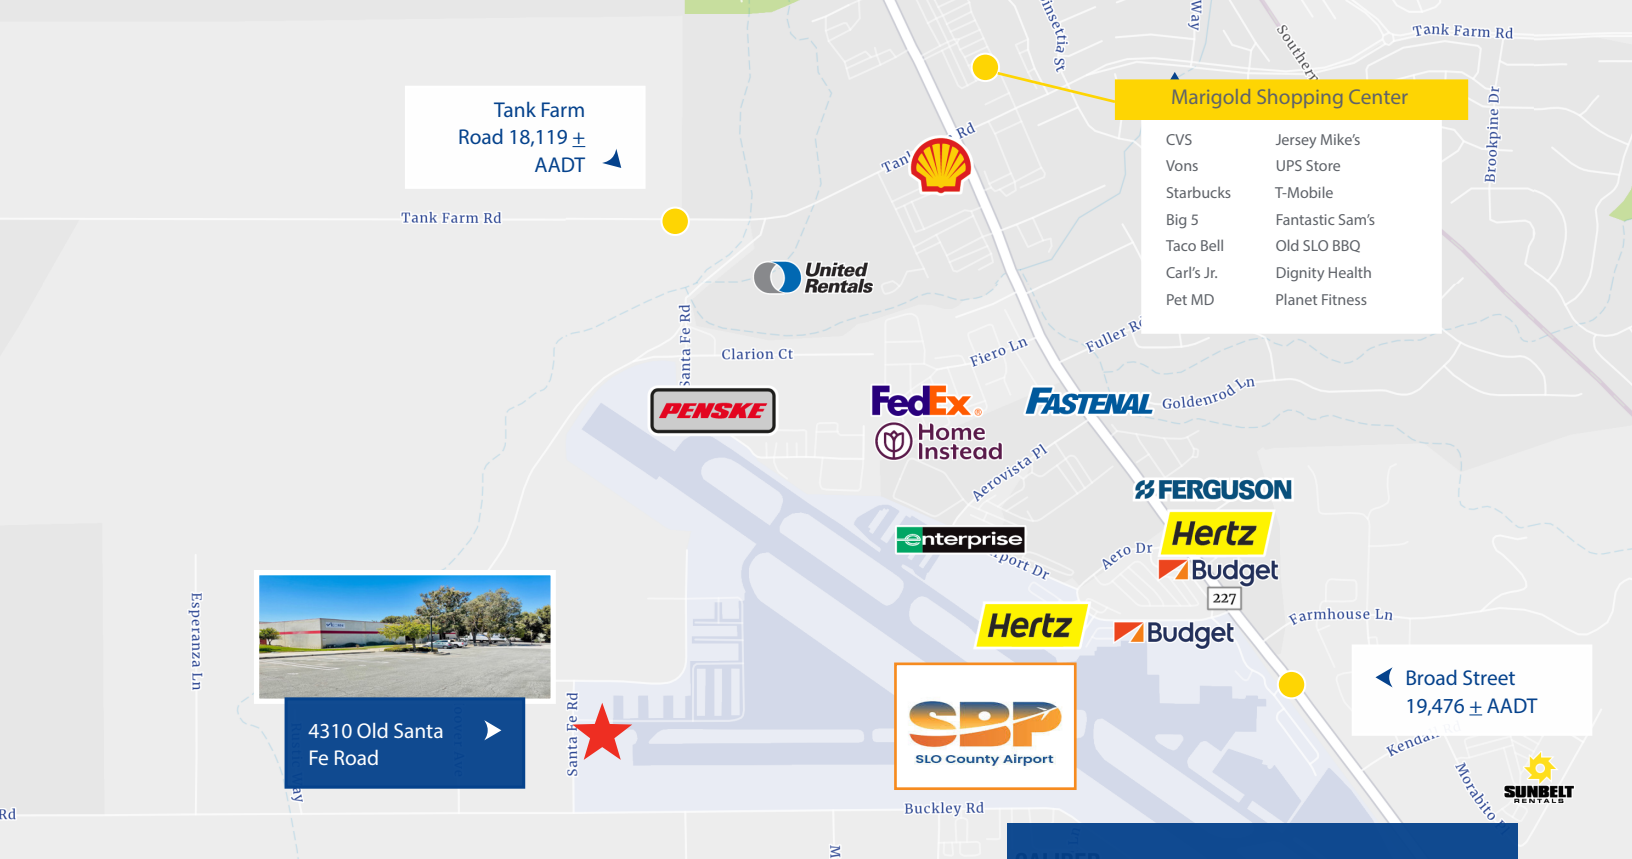 Way
Southern
Tank Farm Rd
Marigold Shopping Center
CVS
Vons
Starbucks
Big 5
Taco Bell
Carl's Jr.
Pet MD
Jersey Mike's
UPS Store
T-Mobile
Fantastic Sam's
Old SLO BBQ
Dignity Health
Planet Fitness
Brookpine Dr
Tank Farm
Road 18,119 ±
AADT
Tank Farm Rd
Rd
United
Rentals
Santa Fe Rd
Clarion Ct
Fiero Ln
Fuller Rd
PENSKE
FedEx®
Home
Instead
FASTENAL
Goldenrod Ln
Aerovista Pl
FERGUSON
Hertz
Budget
227
enterprise
Aero Dr
Hertz
Budget
Farmhouse Ln
Esperanza Ln
4310 Old Santa
Fe Road
Santa Fe Rd
SBP
SLO County Airport
Broad Street
19,476 ± AADT
SUNBELT
RENTALS
Buckley Rd
Rd